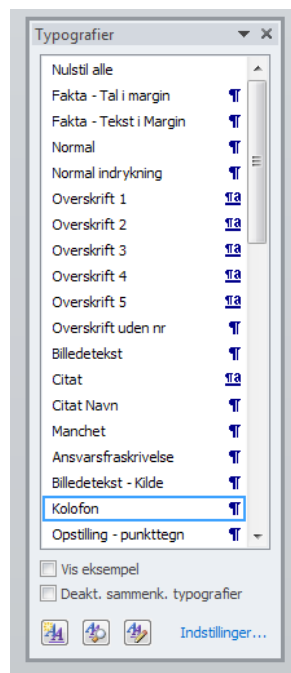 Typografier
Nulstil alle
Fakta - Tal i margin
Fakta - Tekst i Margin
Normal
Normal indrykning
Overskrift 1
Overskrift 2
Overskrift 3
Overskrift 4
Overskrift 5
Overskrift uden nr
Billedetekst
Citat
Citat Navn
Manchet
Ansvarsfraskrivelse
Billedetekst - Kilde
Kolofon
Opstilling - punkttegn
Vis eksempel
Deakt. sammenk. typografier
Indstillinger...